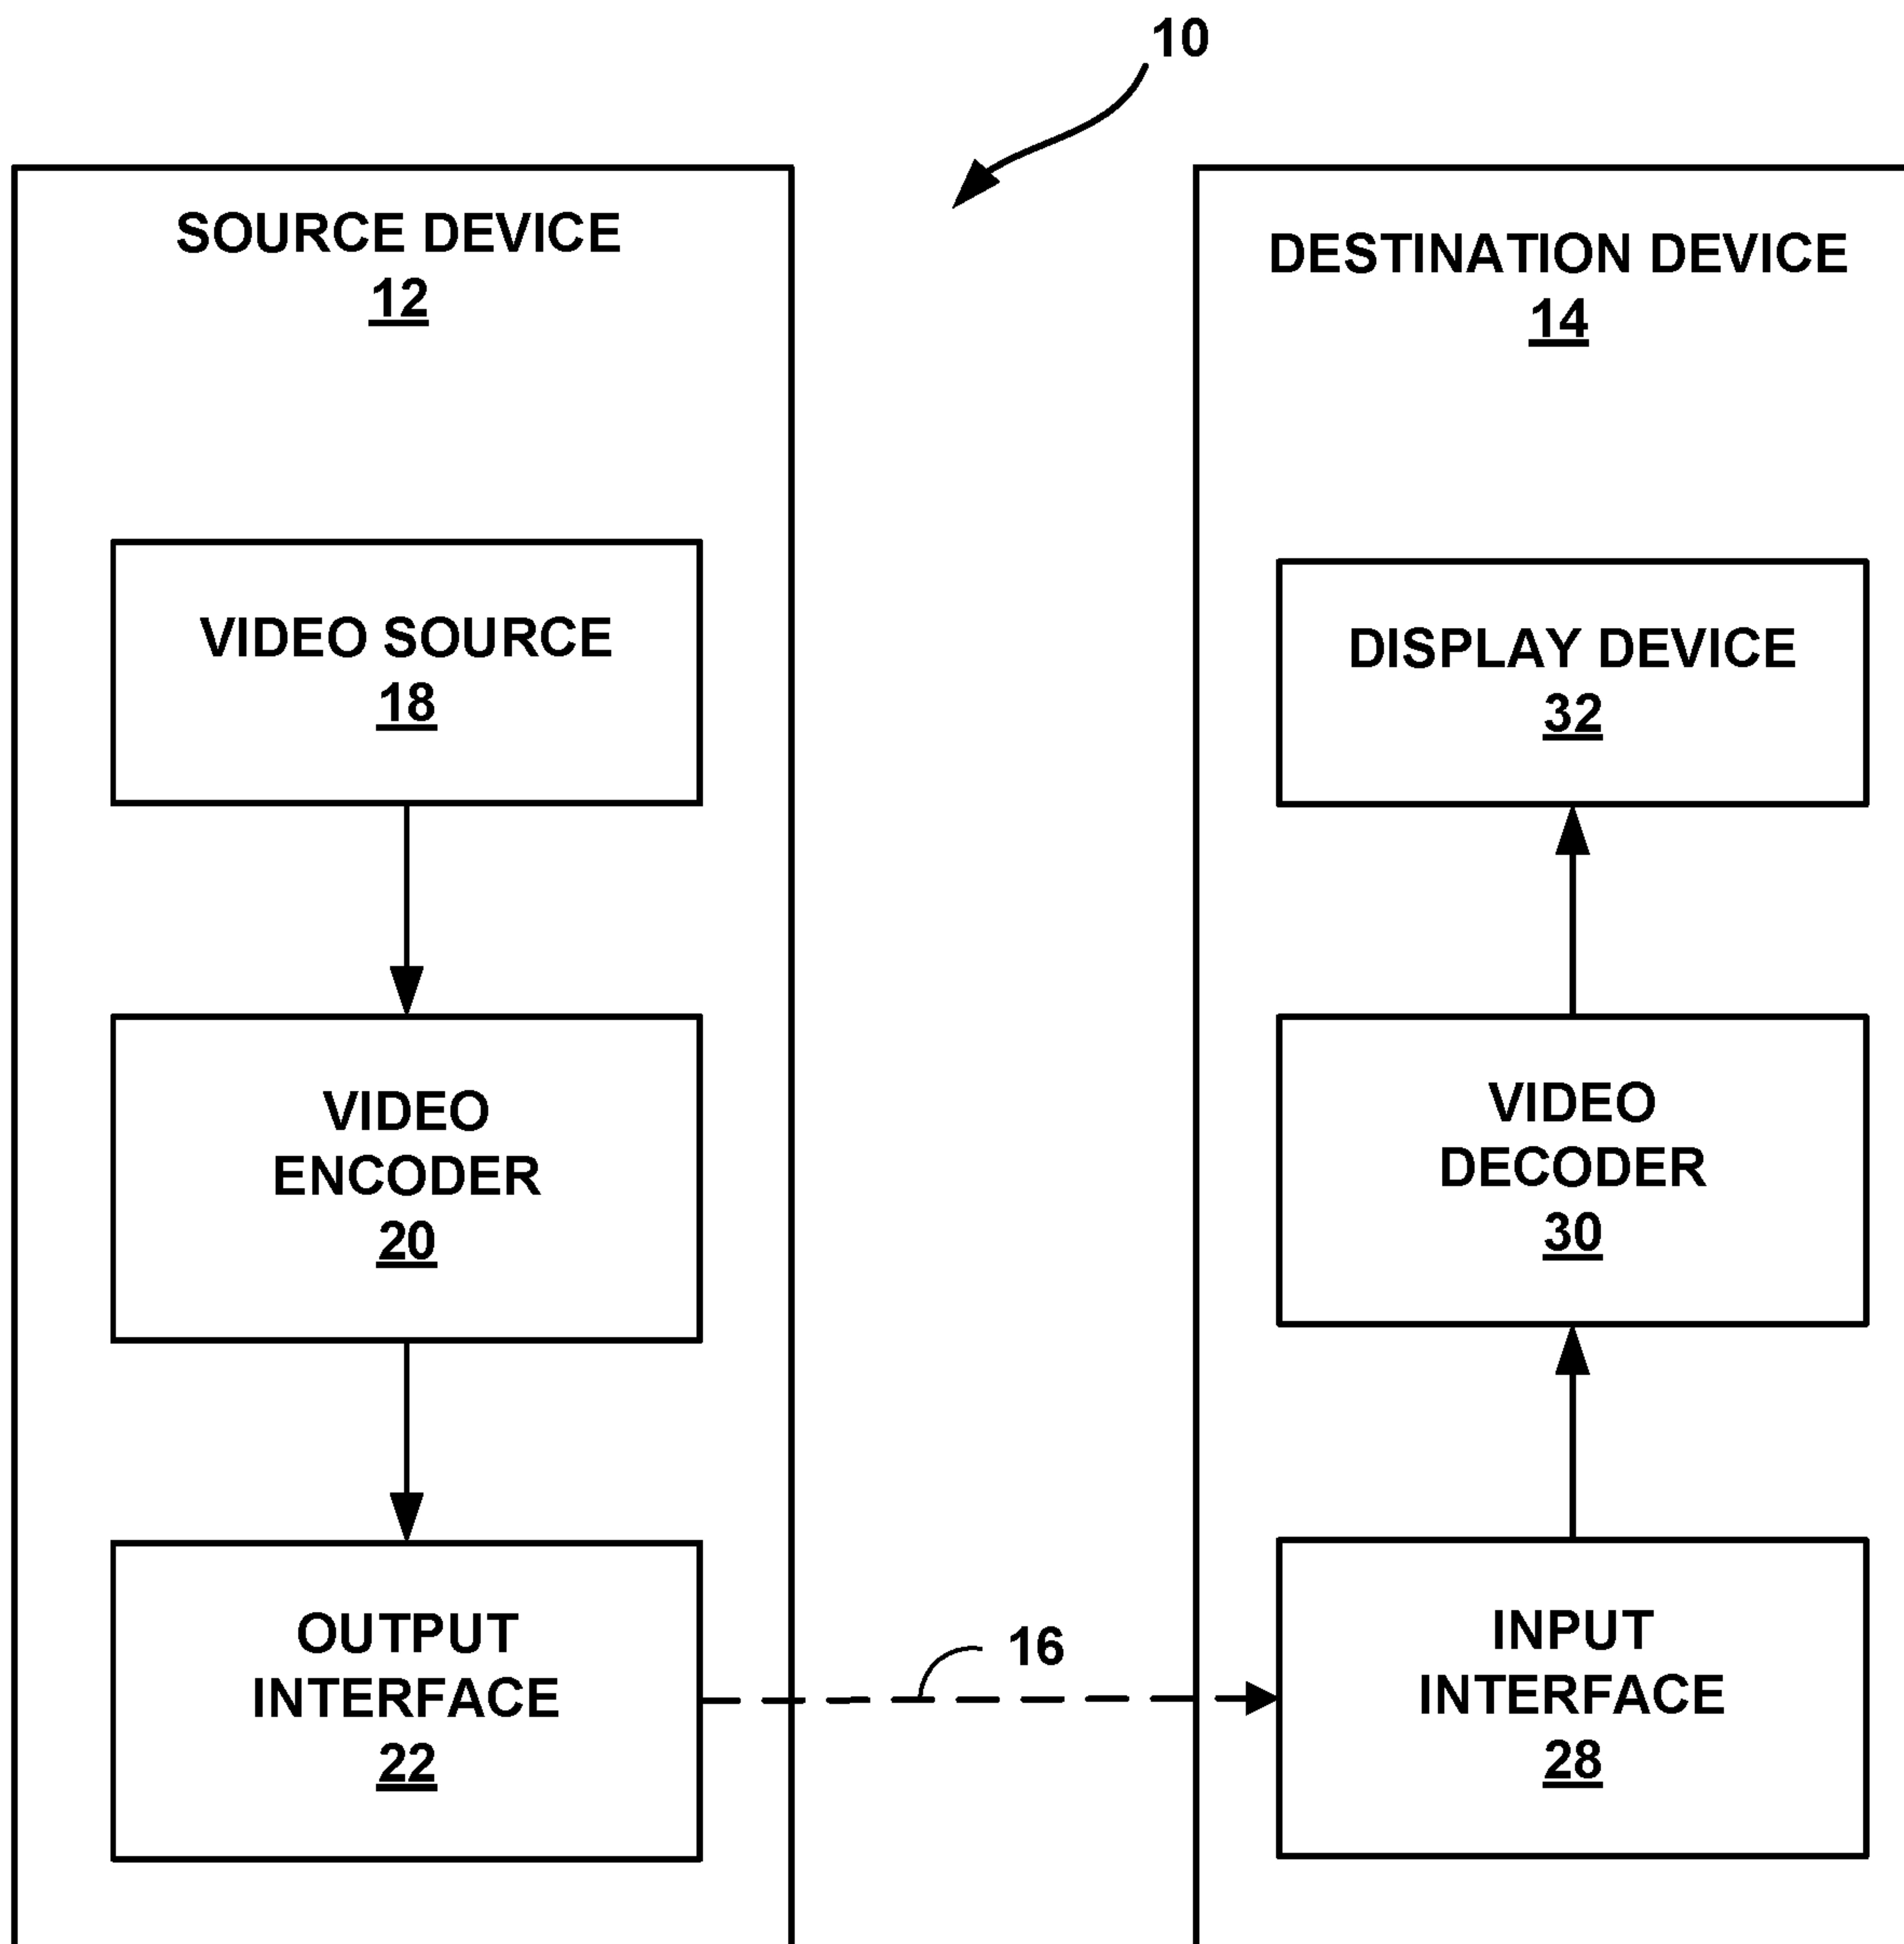 10
SOURCE DEVICE
12
VIDEO SOURCE
18
VIDEO
ENCODER
20
OUTPUT
INTERFACE
22
16
DESTINATION DEVICE
14
DISPLAY DEVICE
32
VIDEO
DECODER
30
INPUT
INTERFACE
28